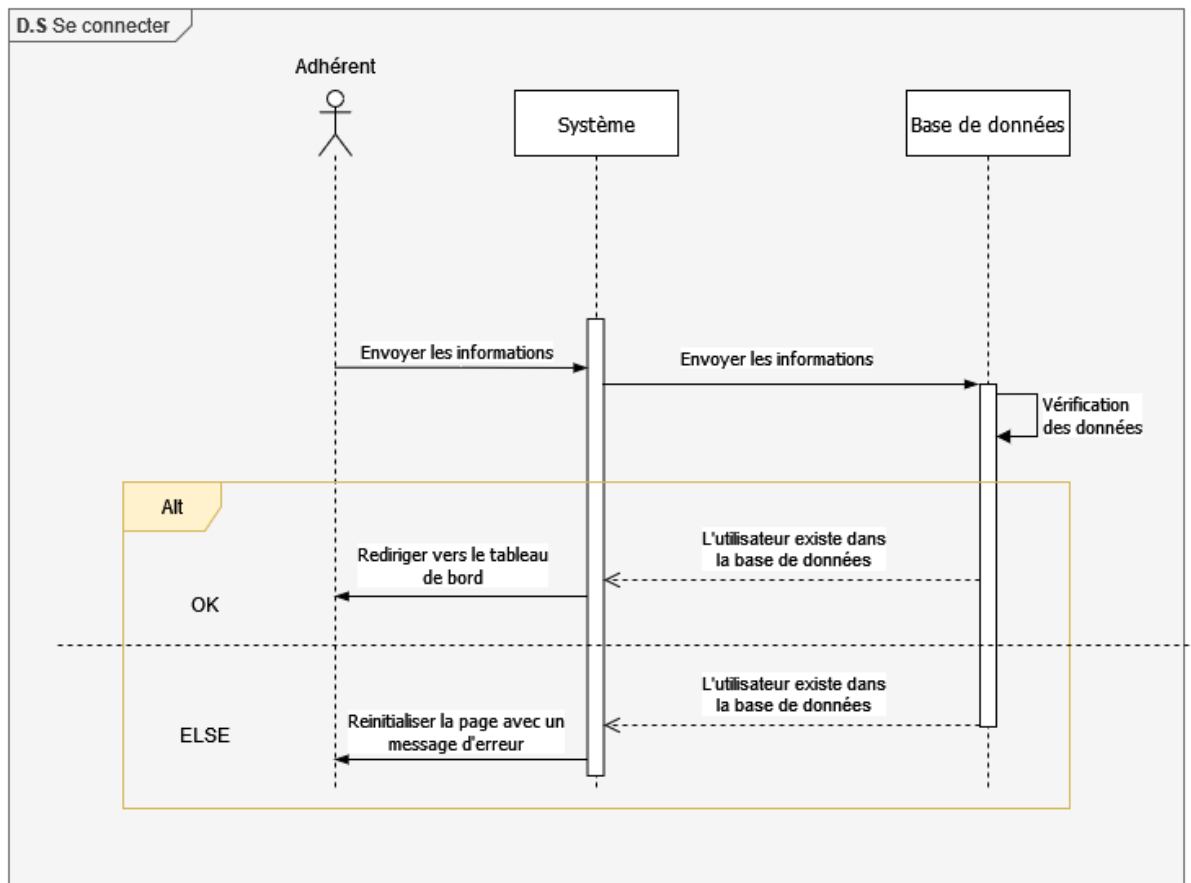 D.S Se connecter
Adhérent
Système
Base de données
Envoyer les informations
Envoyer les informations
Vérification
des données
Alt
L'utilisateur existe dans
la base de données
Rediriger vers le tableau
de bord
OK
L'utilisateur existe dans
la base de données
Reinitialiser la page avec un
message d'erreur
ELSE